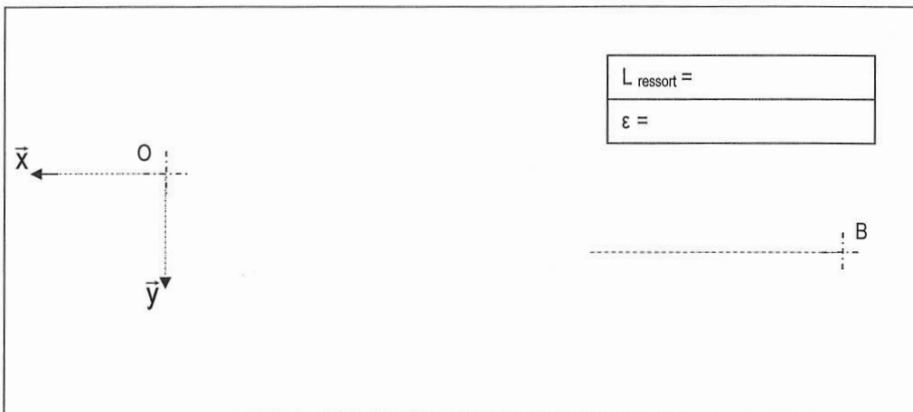 L ressort =
ε =
O
x⃗
B
y⃗